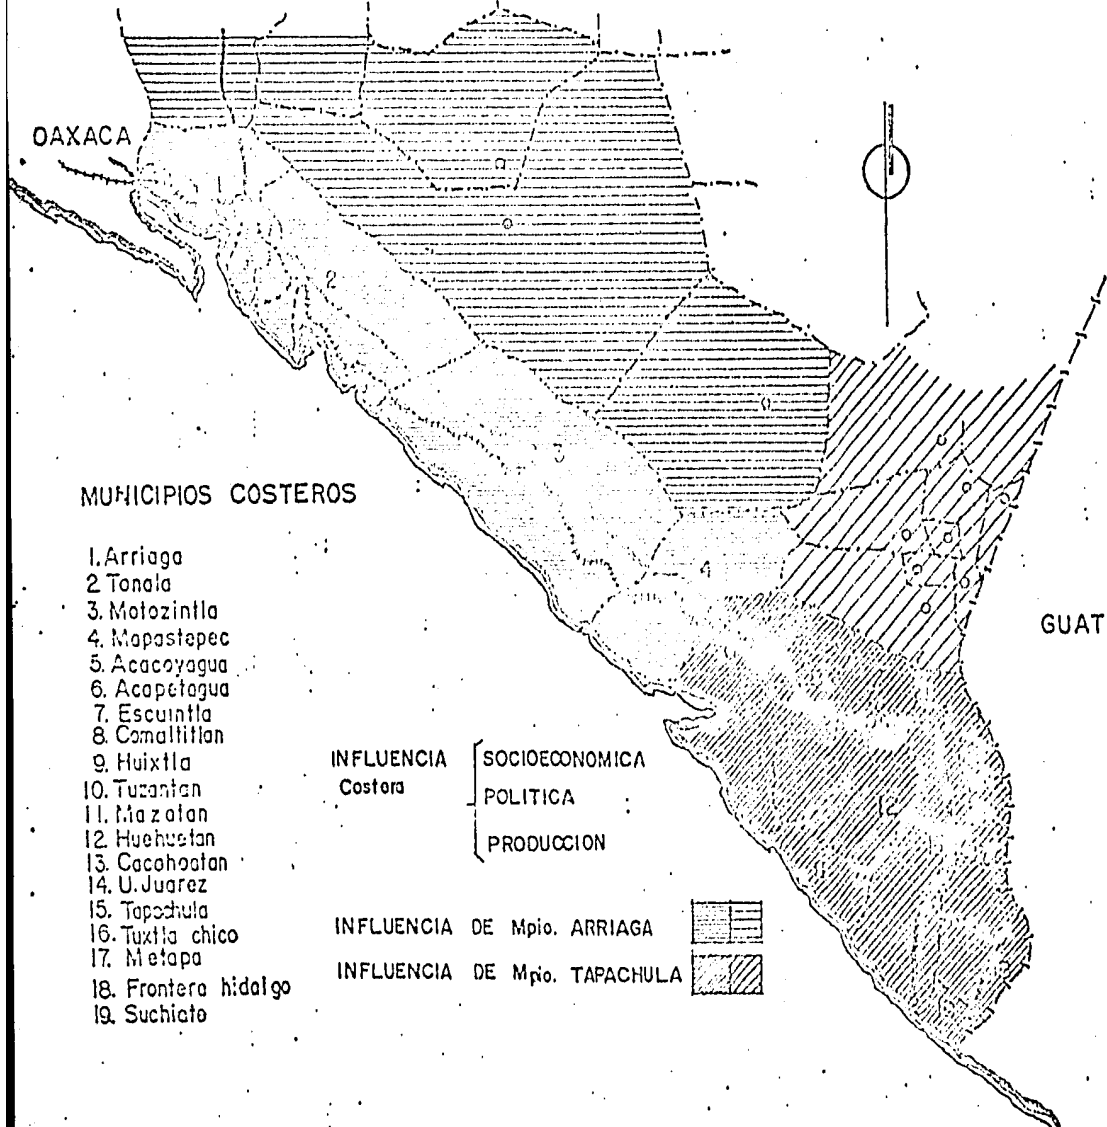 OAXACA
1
2
3
4
12
GUAT
MUNICIPIOS COSTEROS
1. Arriaga
2 Tonala
3. Motozintla
4. Mapastepec
5. Acacoyagua
6. Acapetagua
7. Escuintla
8. Comaltitlan
9. Huixtla
10. Tuzantan
11. Mazatan
12. Huehuetan
13. Cacahoatan
14. U. Juarez
15. Tapachula
16. Tuxtla chico
17. Metapa
18. Frontera hidalgo
19. Suchiate
INFLUENCIA
Costera
SOCIOECONOMICA
POLITICA
PRODUCCION
INFLUENCIA DE Mpio. ARRIAGA
INFLUENCIA DE Mpio. TAPACHULA